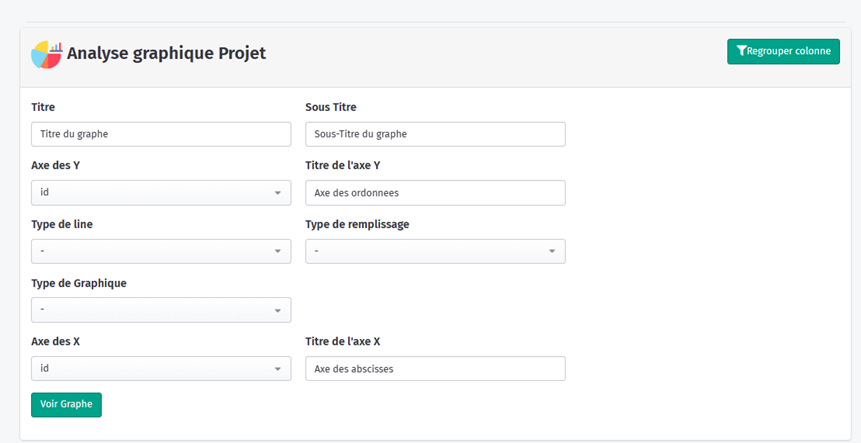 Analyse graphique Projet
Regrouper colonne
Titre
Sous Titre
Titre du graphe
Sous-Titre du graphe
Axe des Y
Titre de l'axe Y
id
Axe des ordonnees
Type de line
Type de remplissage
-
-
Type de Graphique
-
Axe des X
Titre de l'axe X
id
Axe des abscisses
Voir Graphe